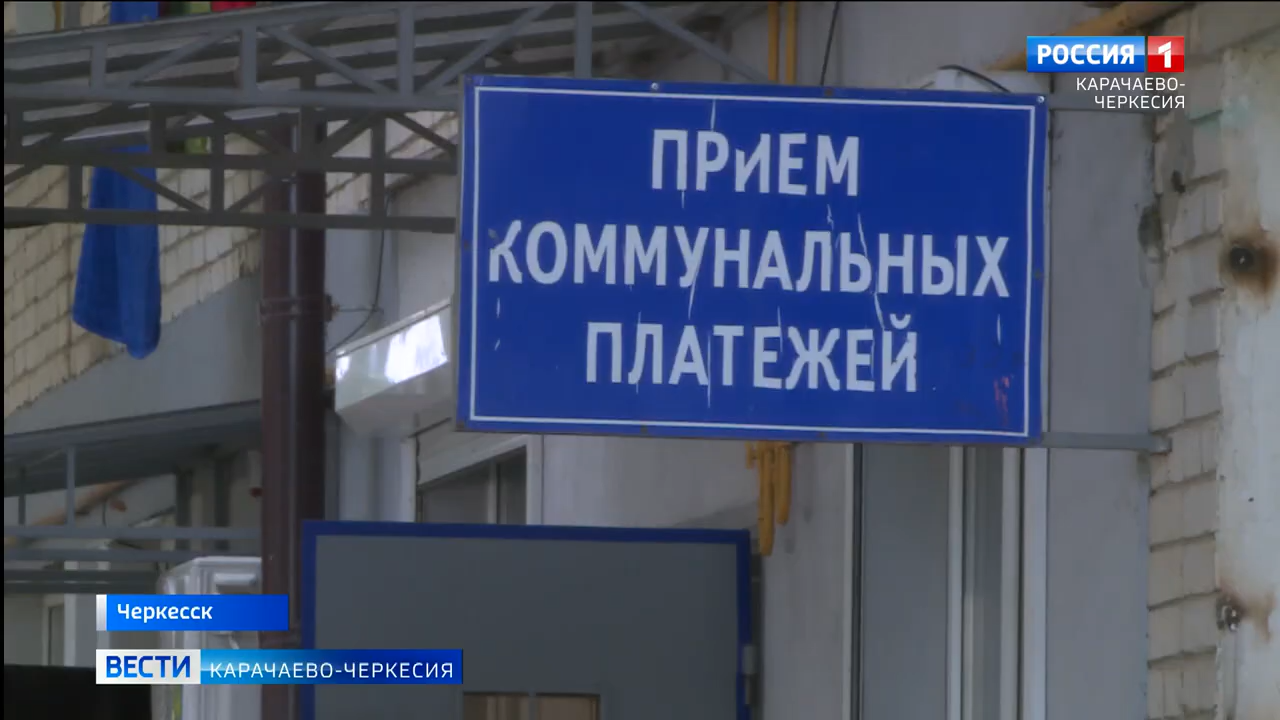 РОССИЯ 1
КАРАЧАЕВО-
ЧЕРКЕСИЯ
ПРИЕМ
КОММУНАЛЬНЫХ
ПЛАТЕЖЕЙ
Черкесск
ВЕСТИ КАРАЧАЕВО-ЧЕРКЕСИЯ